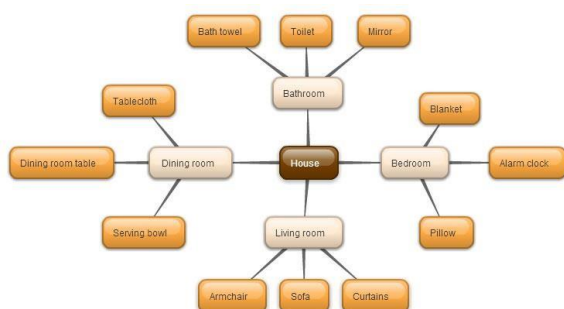 Bath towel
Toilet
Mirror
Bathroom
Tablecloth
Blanket
Dining room table
Dining room
House
Bedroom
Alarm clock
Serving bowl
Living room
Pillow
Armchair
Sofa
Curtains